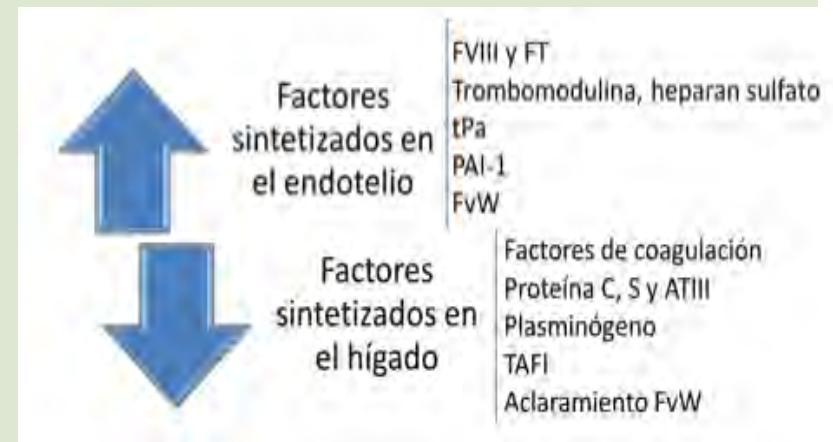 Factores
sintetizados en
el endotelio
FVIII y FT
Trombomodulina, heparan sulfato
tPa
PAI-1
FvW
Factores
sintetizados en
el hígado
Factores de coagulación
Proteína C, S y ATIII
Plasminógeno
TAFI
Aclaramiento FvW